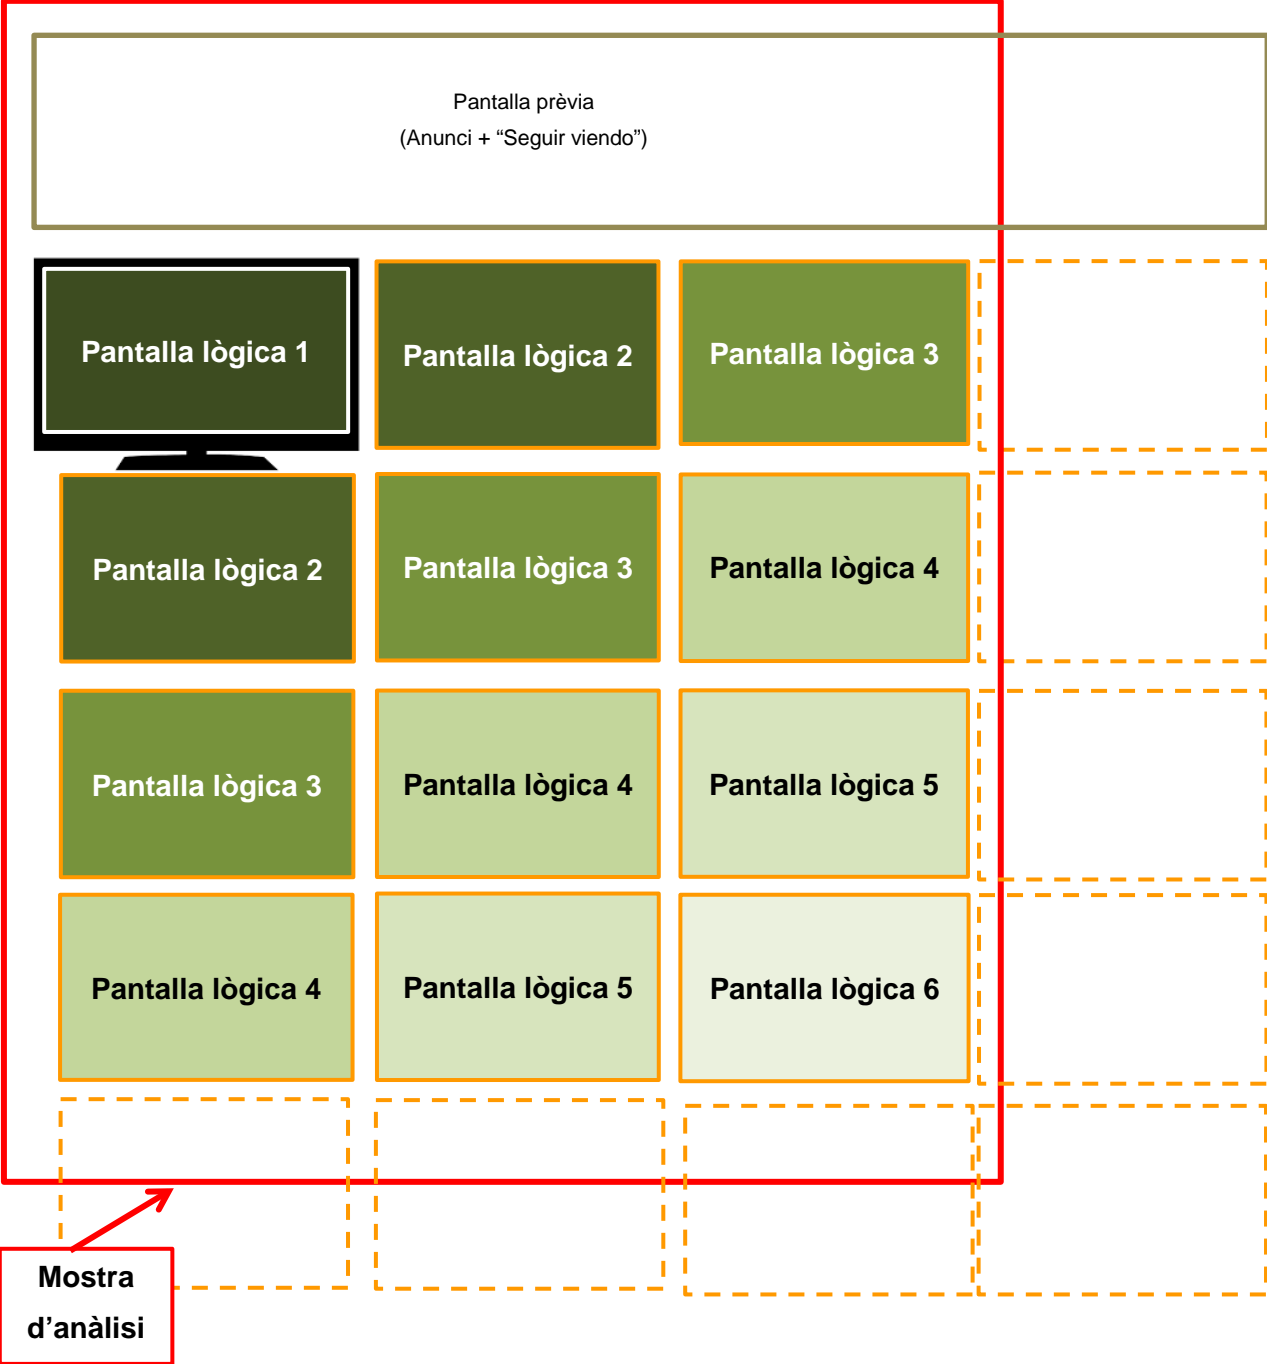 Pantalla prèvia
(Anunci + “Seguir viendo”)
Pantalla lògica 1
Pantalla lògica 2
Pantalla lògica 3
Pantalla lògica 2
Pantalla lògica 3
Pantalla lògica 4
Pantalla lògica 3
Pantalla lògica 4
Pantalla lògica 5
Pantalla lògica 4
Pantalla lògica 5
Pantalla lògica 6
Mostra
d’anàlisi